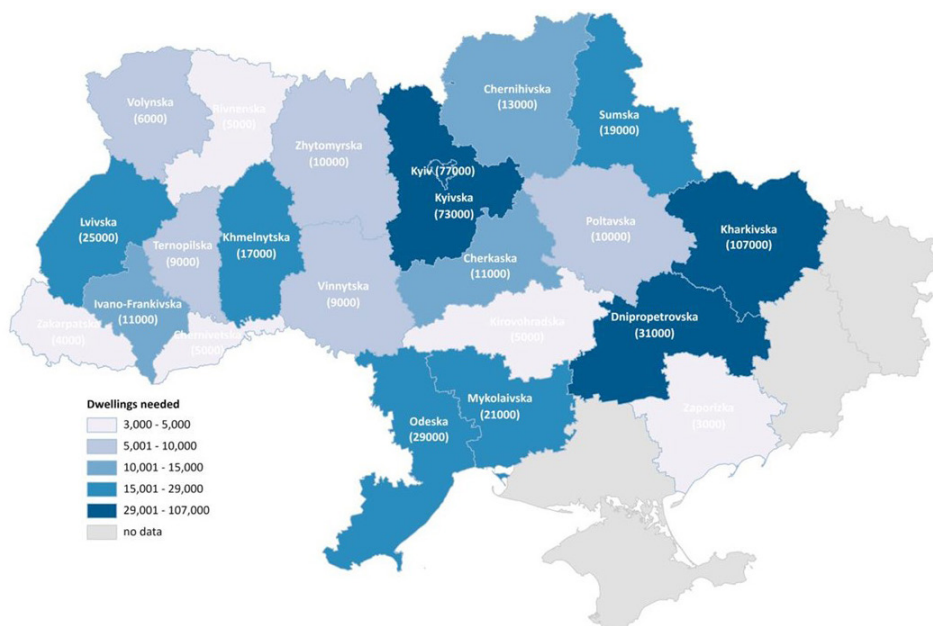 Volynska
(6000)
Rivnenska
(5000)
Zhytomyrska
(10000)
Chernihivska
(13000)
Sumska
(19000)
Kyiv (77000)
Kyivska
(73000)
Lvivska
(25000)
Ternopilska
(9000)
Khmelnytska
(17000)
Vinnytska
(9000)
Cherkaska
(11000)
Poltavska
(10000)
Kharkivska
(107000)
Ivano-Frankivska
(11000)
Zakarpatska
(4000)
Chernivetska
(5000)
Kirovohradska
(5000)
Dnipropetrovska
(31000)
Odeska
(29000)
Mykolaivska
(21000)
Zaporizka
(3000)
Dwellings needed
3,000 - 5,000
5,001 - 10,000
10,001 - 15,000
15,001 - 29,000
29,001 - 107,000
no data